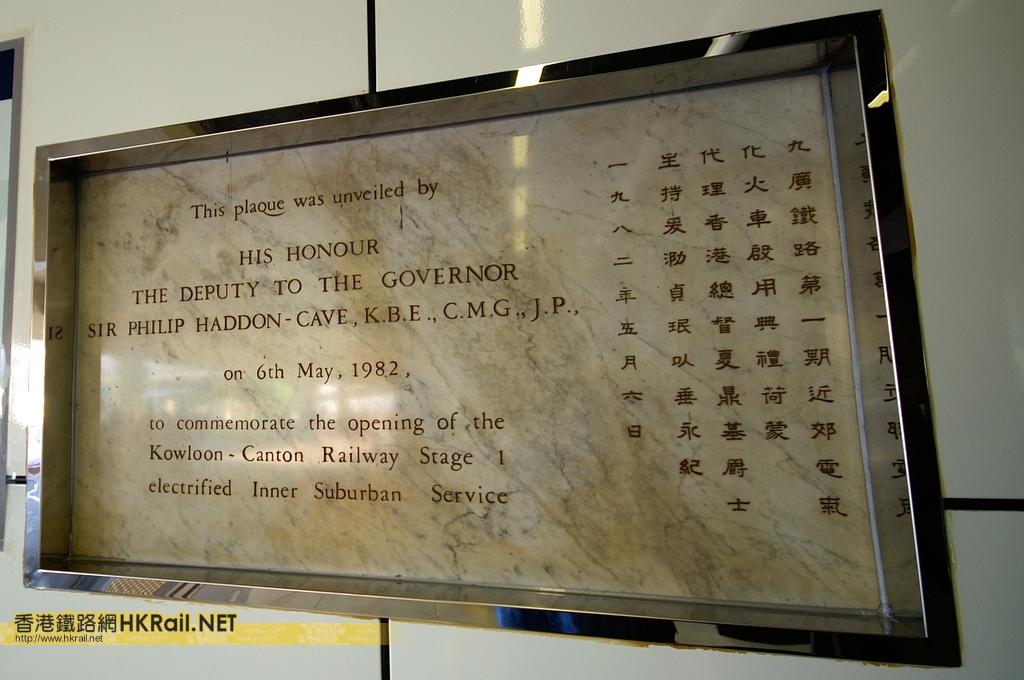 This plaque was unveiled by
HIS HONOUR
THE DEPUTY TO THE GOVERNOR
SIR PHILIP HADDON-CAVE, K.B.E., C.M.G., J.P.,
on 6th May, 1982,
to commemorate the opening of the
Kowloon-Canton Railway Stage 1
electrified Inner Suburban Service
九廣鐵路第一期近郊電氣
化火車啟用典禮荷蒙
代理香港總督夏鼎基爵士
主持爰泐貞珉以垂永紀
一九八二年五月六日
香港鐵路網HKRail.NET
http://www.hkrail.net